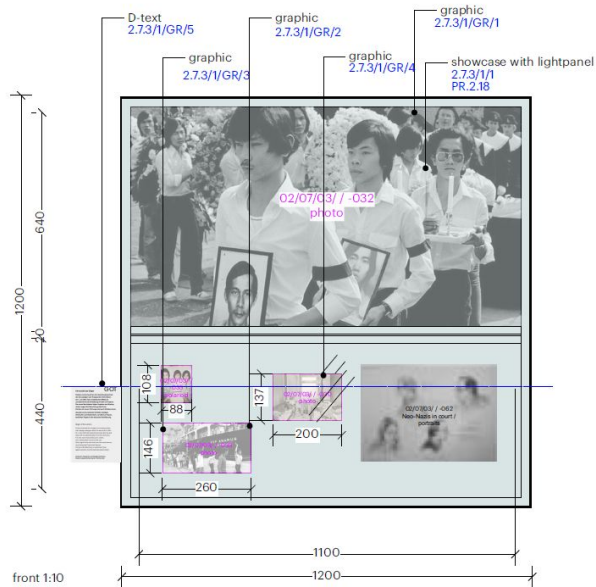 D-text
2.7.3/1/GR/5
graphic
2.7.3/1/GR/2
graphic
2.7.3/1/GR/1
graphic
2.7.3/1/GR/3
graphic
2.7.3/1/GR/4
showcase with lightpanel
2.7.3/1/1
PR.2.18
02/07/03/ / -032
photo
640
1200
440
108
88
137
200
146
260
02/07/03/ / -062
Neo-Nazis in court /
portraits
1100
1200
front 1:10